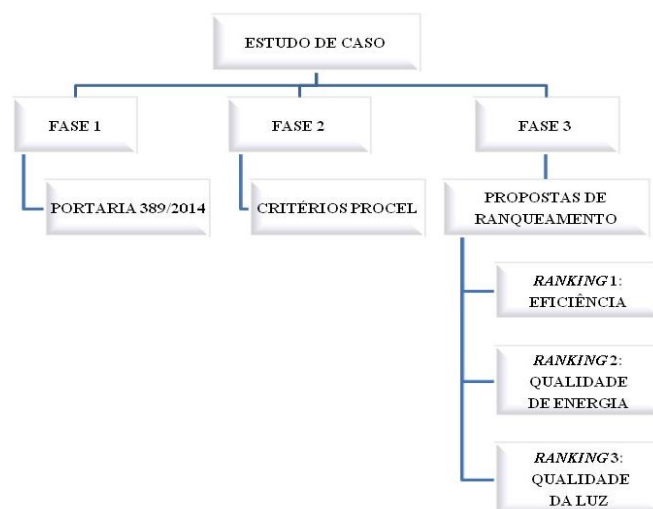 ESTUDO DE CASO
FASE 1
FASE 2
FASE 3
PORTARIA 389/2014
CRITÉRIOS PROCEL
PROPOSTAS DE
RANQUEAMENTO
RANKING 1:
EFICIÊNCIA
RANKING 2:
QUALIDADE
DE ENERGIA
RANKING 3:
QUALIDADE
DA LUZ